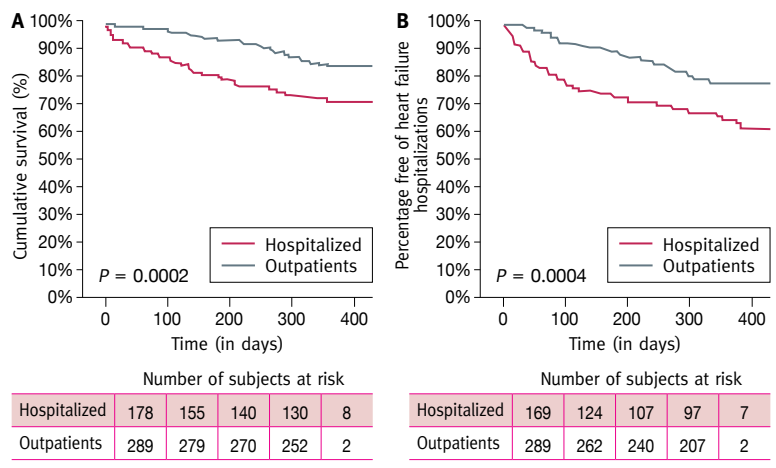 A
Cumulative survival (%)
100%
90%
80%
70%
60%
50%
40%
30%
20%
10%
0%
Hospitalized
Outpatients
P = 0.0002
0 100 200 300 400
Time (in days)
Number of subjects at risk
Hospitalized 178 155 140 130 8
Outpatients 289 279 270 252 2
B
Percentage free of heart failure
hospitalizations
100%
90%
80%
70%
60%
50%
40%
30%
20%
10%
0%
Hospitalized
Outpatients
P = 0.0004
0 100 200 300 400
Time (in days)
Number of subjects at risk
Hospitalized 169 124 107 97 7
Outpatients 289 262 240 207 2